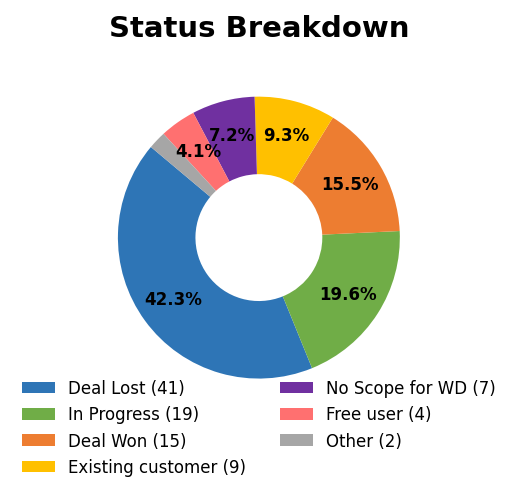 Status Breakdown
7.2%
9.3%
4.1%
15.5%
19.6%
42.3%
Deal Lost (41)
In Progress (19)
Deal Won (15)
Existing customer (9)
No Scope for WD (7)
Free user (4)
Other (2)